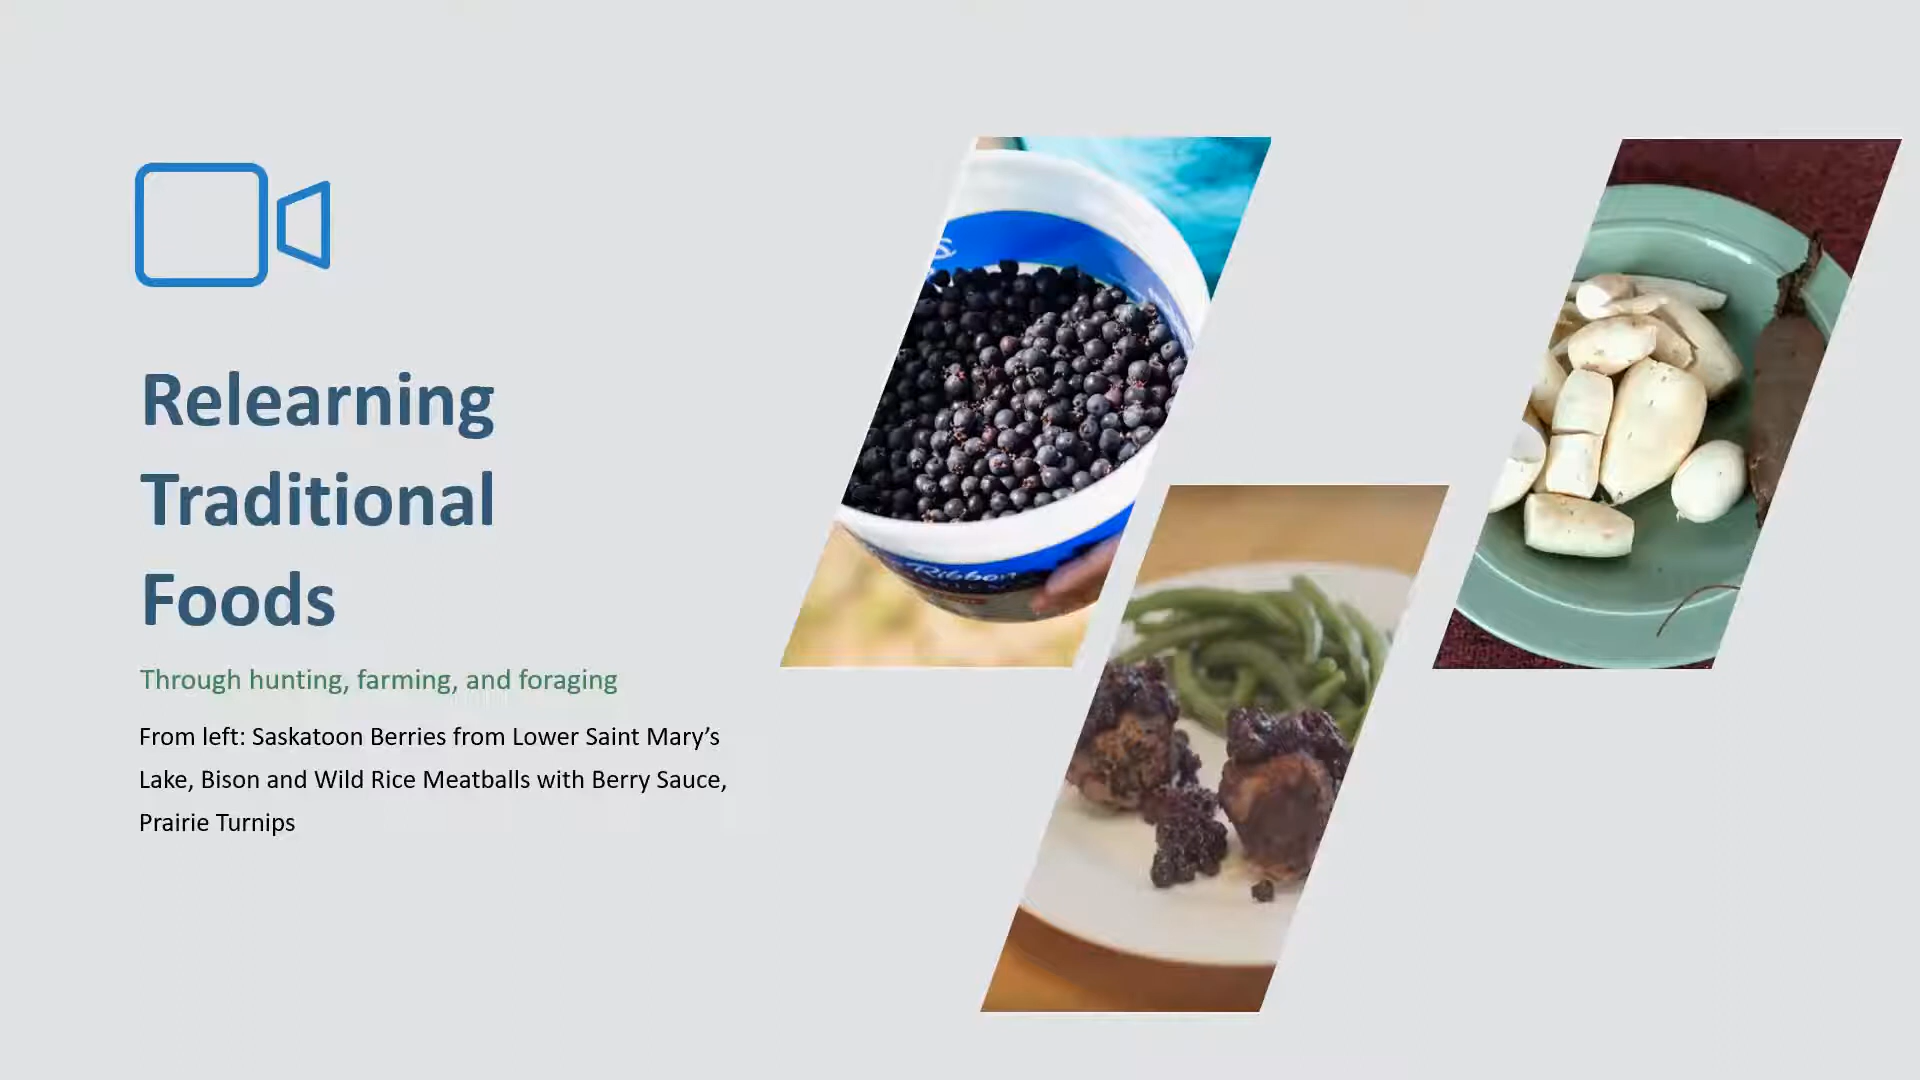 Relearning
Traditional
Foods
Through hunting, farming, and foraging
From left: Saskatoon Berries from Lower Saint Mary’s
Lake, Bison and Wild Rice Meatballs with Berry Sauce,
Prairie Turnips
Ribbon